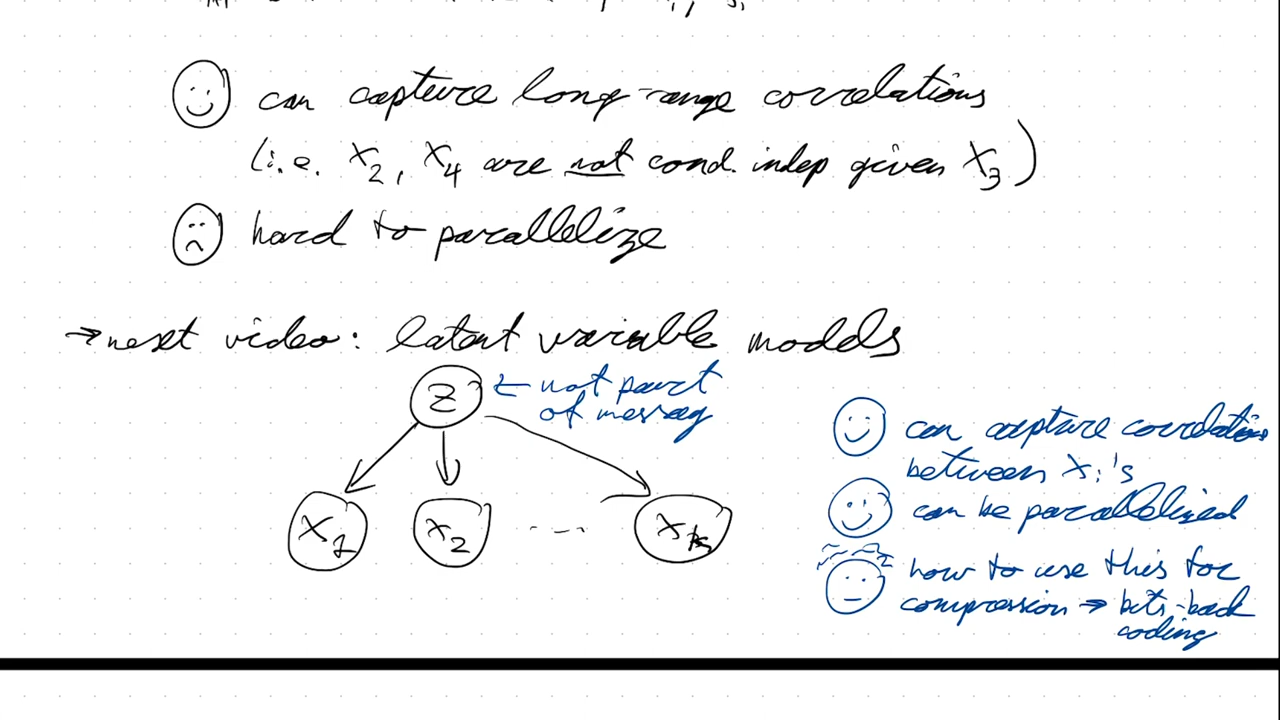 can capture long-range correlations
(i.e. X2, X4 are not cond. indep given X3)
hard to parallelize
→ next video: latent variable models
Z ← not part
of message
X1 X2 ... Xk
can capture correlations
between Xi's
can be parallelized
how to use this for
compression → bits-back
coding